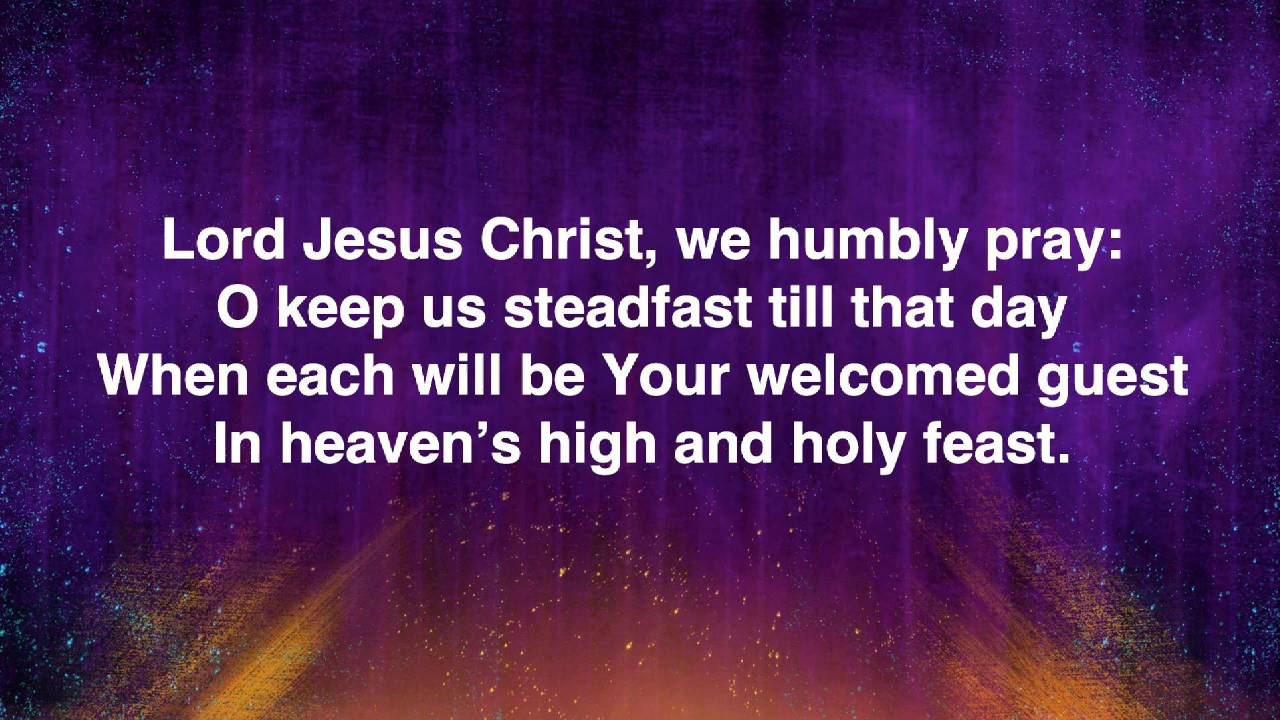 Lord Jesus Christ, we humbly pray:
O keep us steadfast till that day
When each will be Your welcomed guest
In heaven’s high and holy feast.